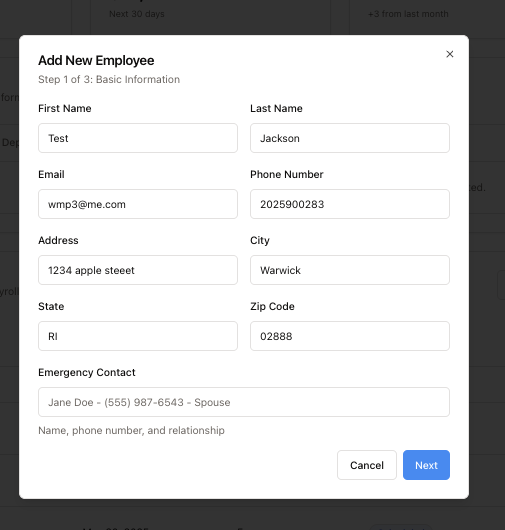 Next 30 days
+3 from last month
Add New Employee
×
Step 1 of 3: Basic Information
First Name
Last Name
Test
Jackson
Email
Phone Number
wmp3@me.com
2025900283
Address
City
1234 apple steeet
Warwick
State
Zip Code
RI
02888
Emergency Contact
Jane Doe - (555) 987-6543 - Spouse
Name, phone number, and relationship
Cancel
Next